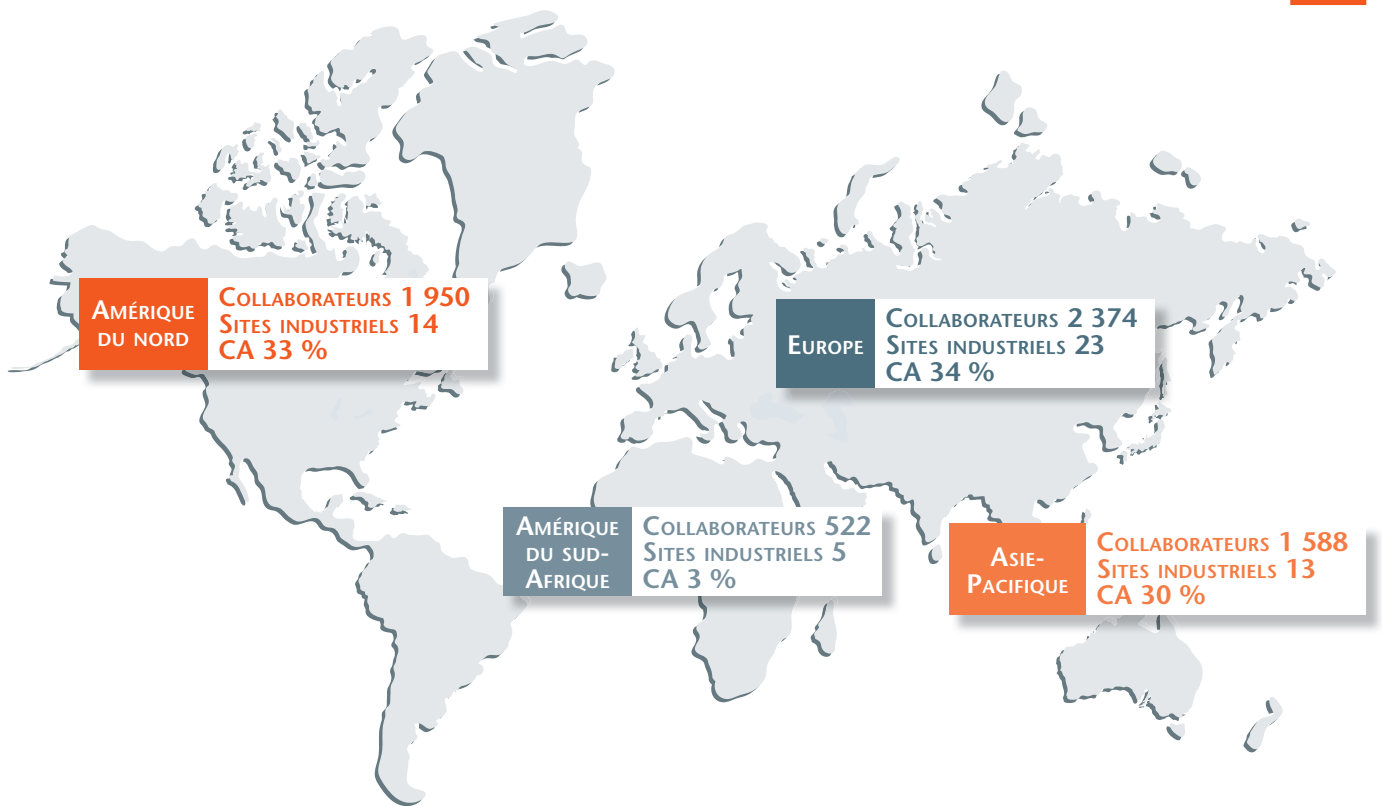 Amérique
du nord
Collaborateurs 1 950
Sites industriels 14
CA 33 %
Europe
Collaborateurs 2 374
Sites industriels 23
CA 34 %
Amérique
du sud-
Afrique
Collaborateurs 522
Sites industriels 5
CA 3 %
Asie-
Pacifique
Collaborateurs 1 588
Sites industriels 13
CA 30 %